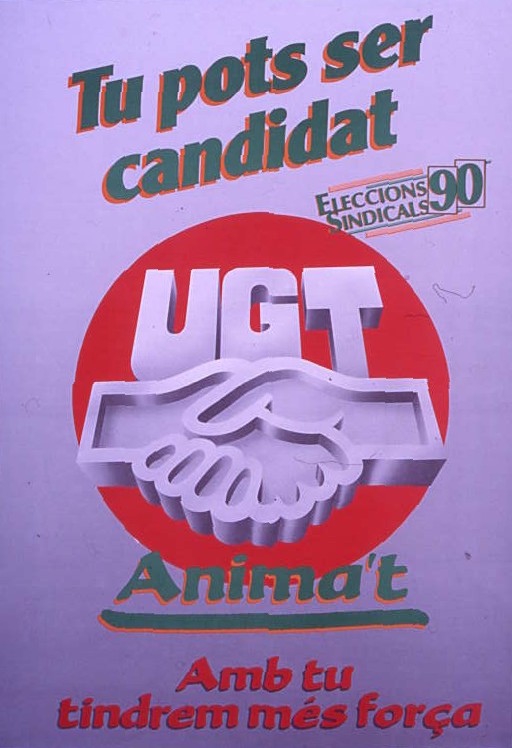 Tu pots ser
candidat
ELECCIONS
SINDICALS 90
UGT
Anima't
Amb tu
tindrem més força